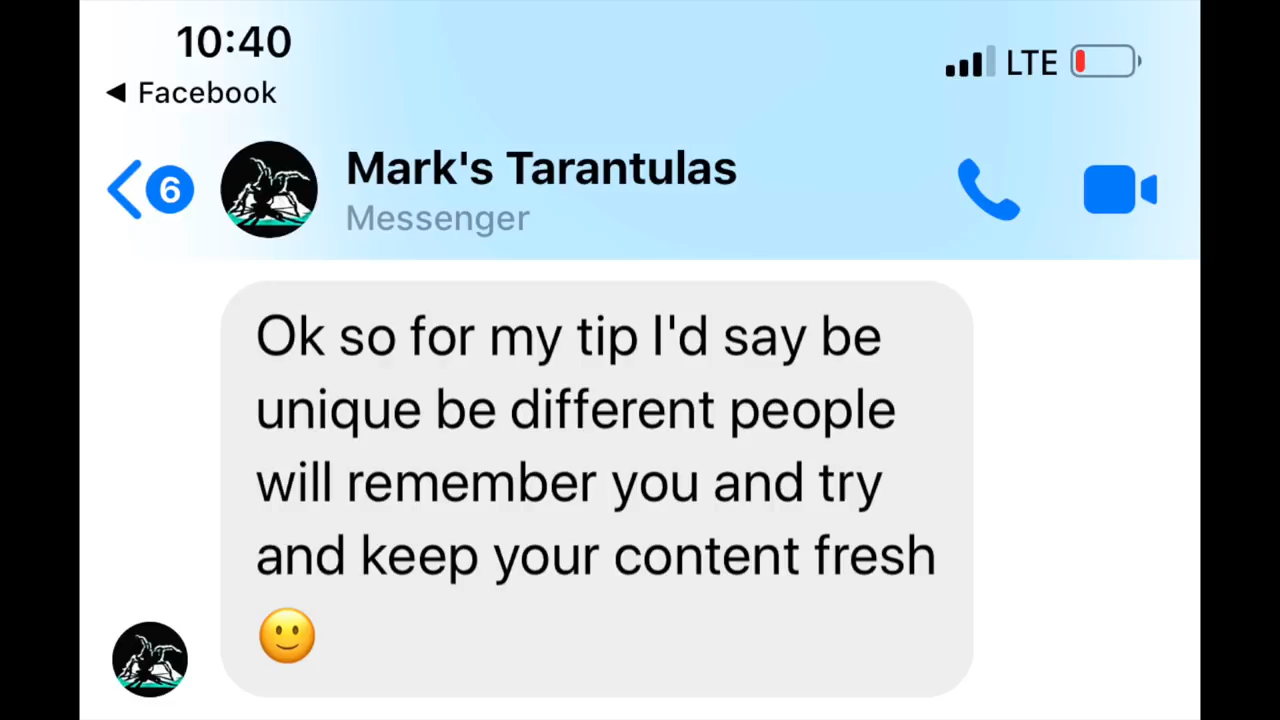 10:40
LTE
◀ Facebook
6
Mark's Tarantulas
Messenger
Ok so for my tip I'd say be
unique be different people
will remember you and try
and keep your content fresh
🙂